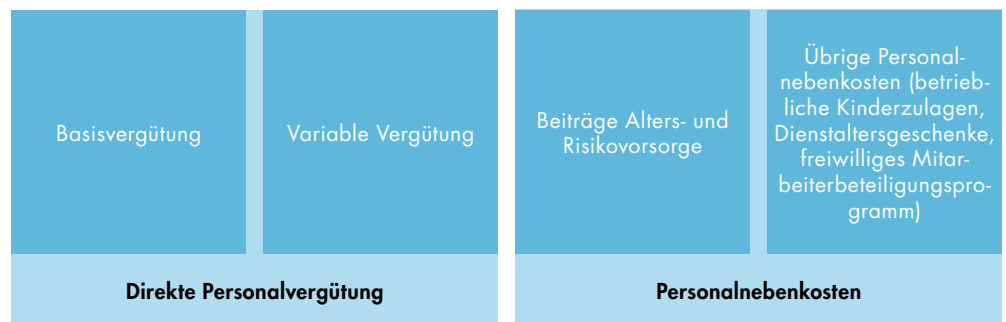 Basisvergütung
Variable Vergütung
Beiträge Alters- und
Risikovorsorge
Übrige Personal-
nebenkosten (betrieb-
liche Kinderzulagen,
Dienstaltersgeschenke,
freiwilliges Mitar-
beiterbeteiligungspro-
gramm)
Direkte Personalvergütung
Personalnebenkosten